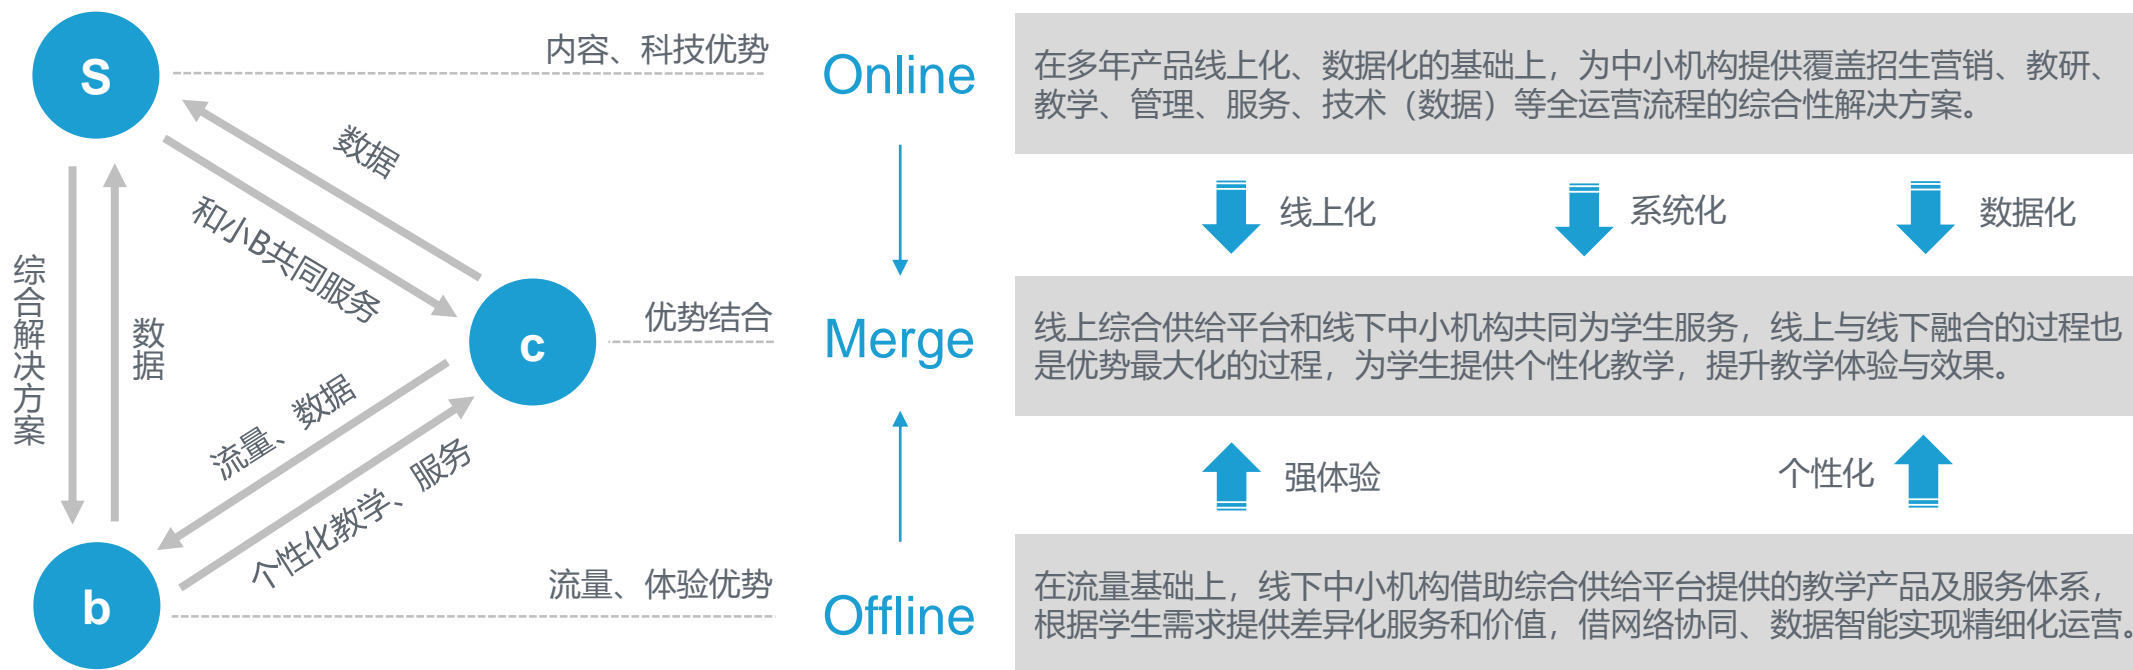 S
内容、科技优势
Online
在多年产品线上化、数据化的基础上，为中小机构提供覆盖招生营销、教研、
教学、管理、服务、技术（数据）等全运营流程的综合性解决方案。
数据
和小B共同服务
线上化
系统化
数据化
综合解决方案
数据
c
优势结合
Merge
线上综合供给平台和线下中小机构共同为学生服务，线上与线下融合的过程也
是优势最大化的过程，为学生提供个性化教学，提升教学体验与效果。
流量、数据
个性化教学、服务
强体验
个性化
b
流量、体验优势
Offline
在流量基础上，线下中小机构借助综合供给平台提供的教学产品及服务体系，
根据学生需求提供差异化服务和价值，借网络协同、数据智能实现精细化运营。